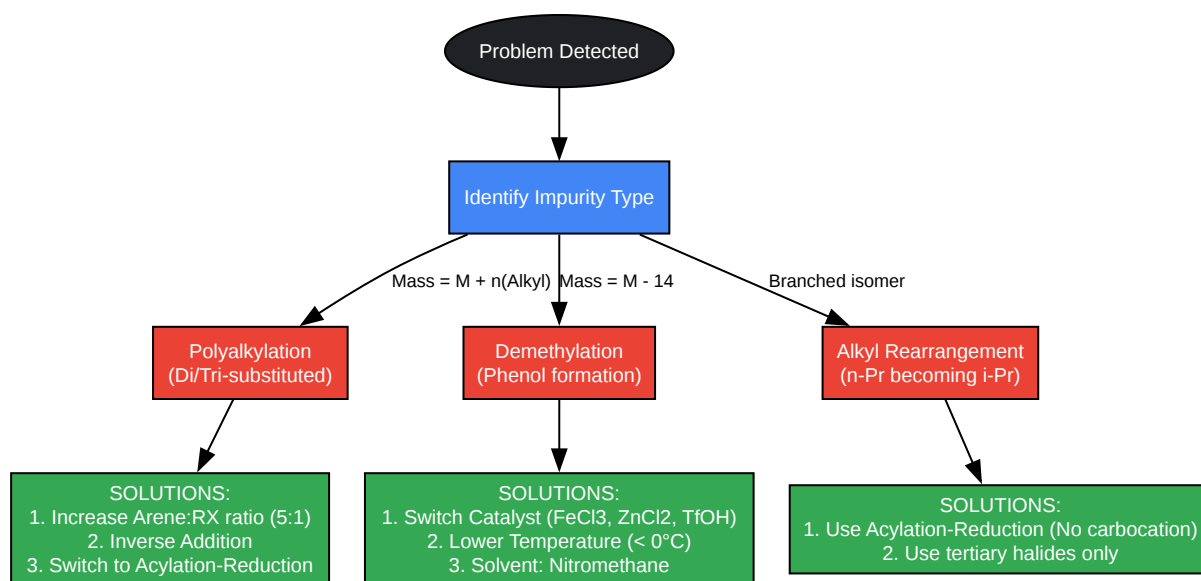 Problem Detected
Identify Impurity Type
Mass = M + n(Alkyl)
Mass = M - 14
Branched isomer
Polyalkylation
(Di/Tri-substituted)
Demethylation
(Phenol formation)
Alkyl Rearrangement
(n-Pr becoming i-Pr)
SOLUTIONS:
1. Increase Arene:RX ratio (5:1)
2. Inverse Addition
3. Switch to Acylation-Reduction
SOLUTIONS:
1. Switch Catalyst (FeCl3, ZnCl2, TfOH)
2. Lower Temperature (< 0°C)
3. Solvent: Nitromethane
SOLUTIONS:
1. Use Acylation-Reduction (No carbocation)
2. Use tertiary halides only